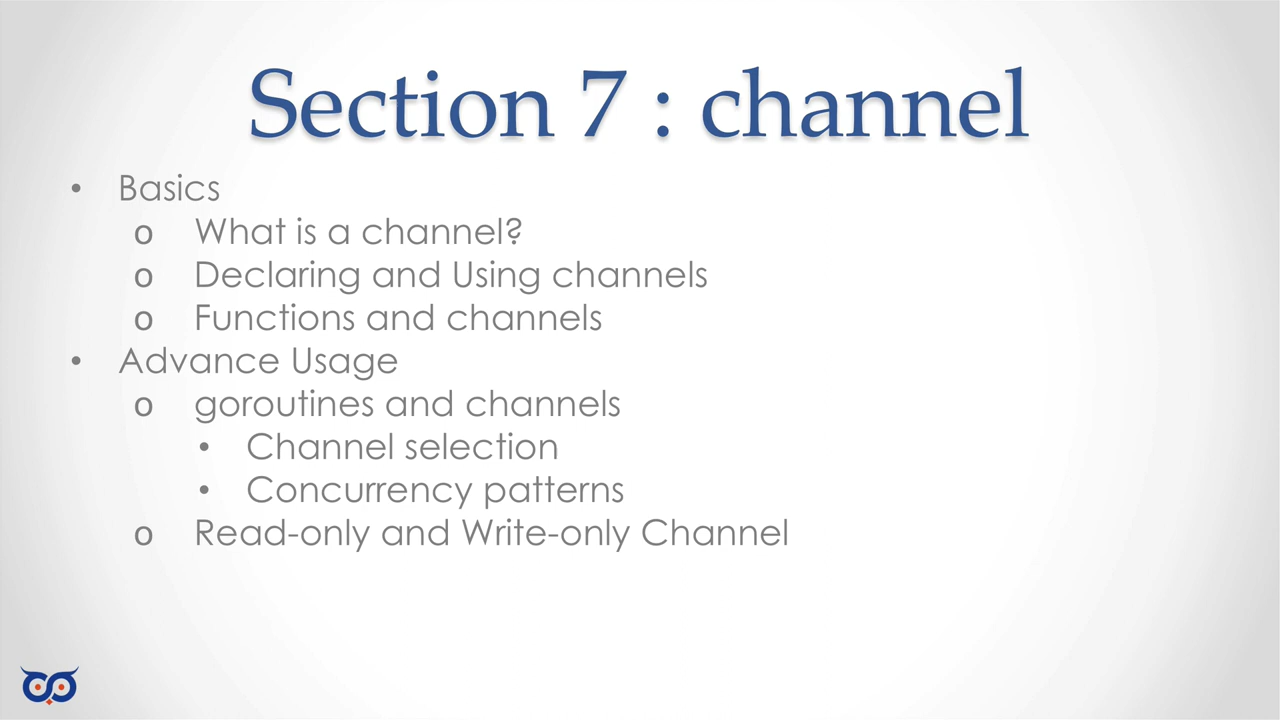 Section 7 : channel
• Basics
o What is a channel?
o Declaring and Using channels
o Functions and channels
• Advance Usage
o goroutines and channels
• Channel selection
• Concurrency patterns
o Read-only and Write-only Channel